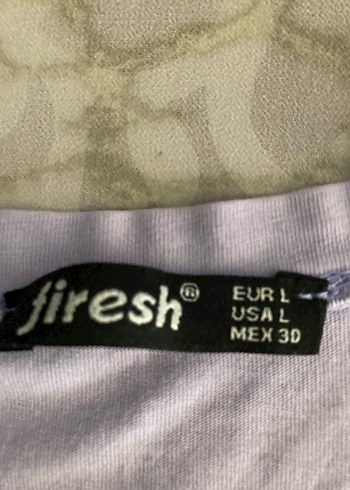 firesh®
EUR L
USA L
MEX 30